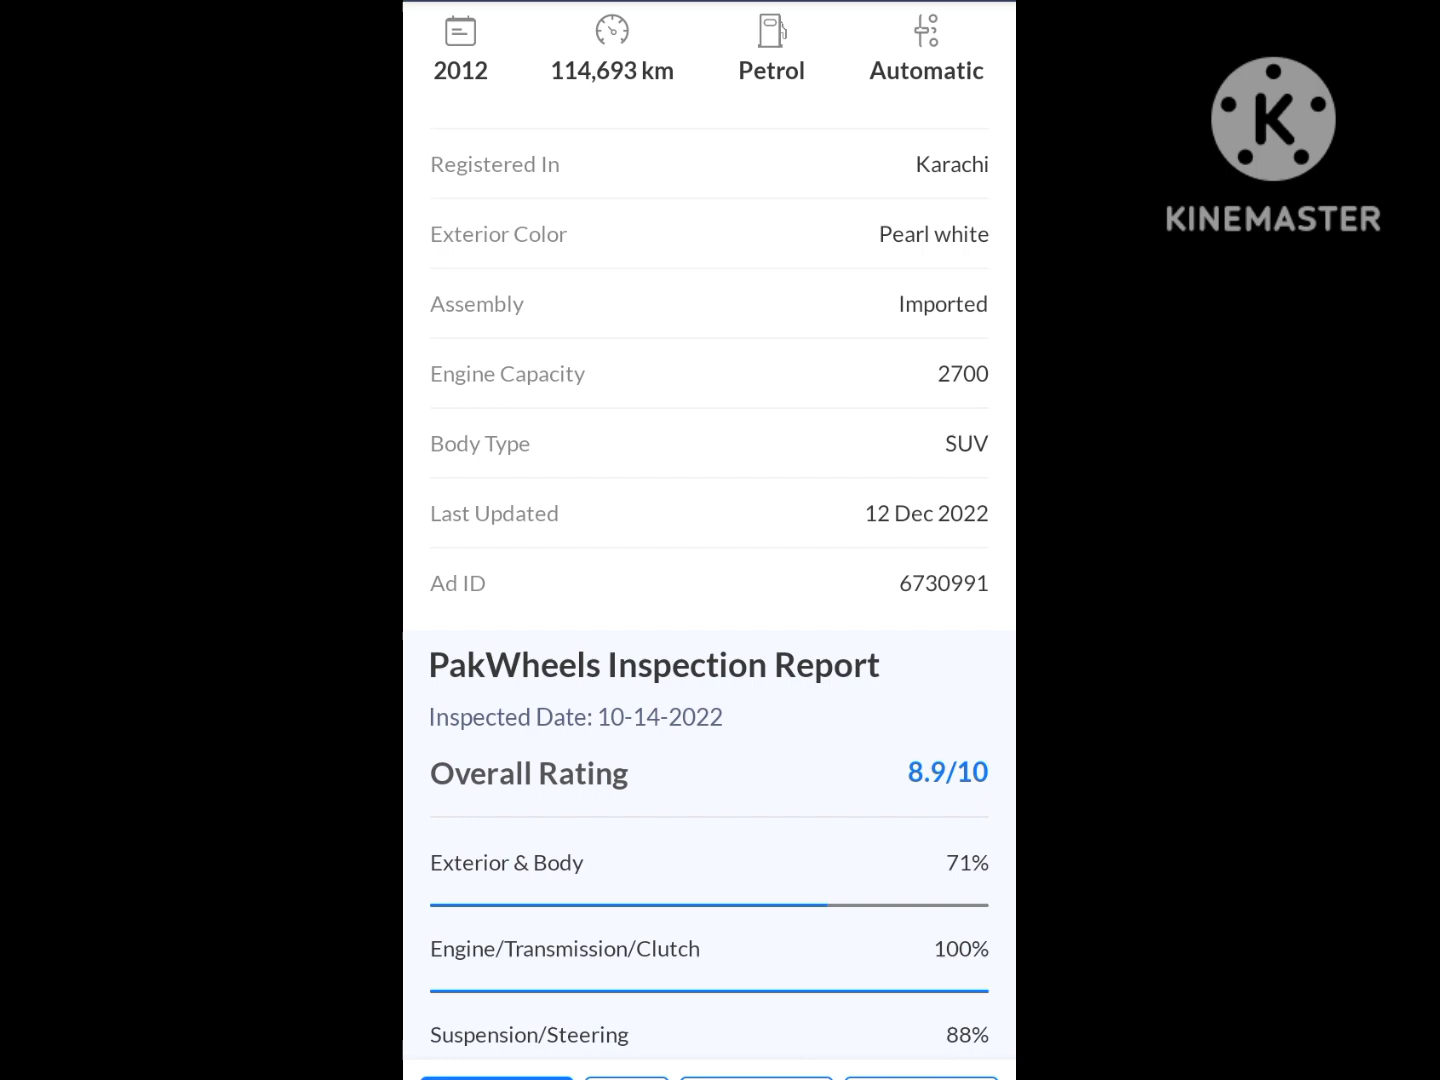 2012 114,693 km Petrol Automatic
Registered In Karachi
Exterior Color Pearl white
Assembly Imported
Engine Capacity 2700
Body Type SUV
Last Updated 12 Dec 2022
Ad ID 6730991
PakWheels Inspection Report
Inspected Date: 10-14-2022
Overall Rating 8.9/10
Exterior & Body 71%
Engine/Transmission/Clutch 100%
Suspension/Steering 88%
K
KINEMASTER